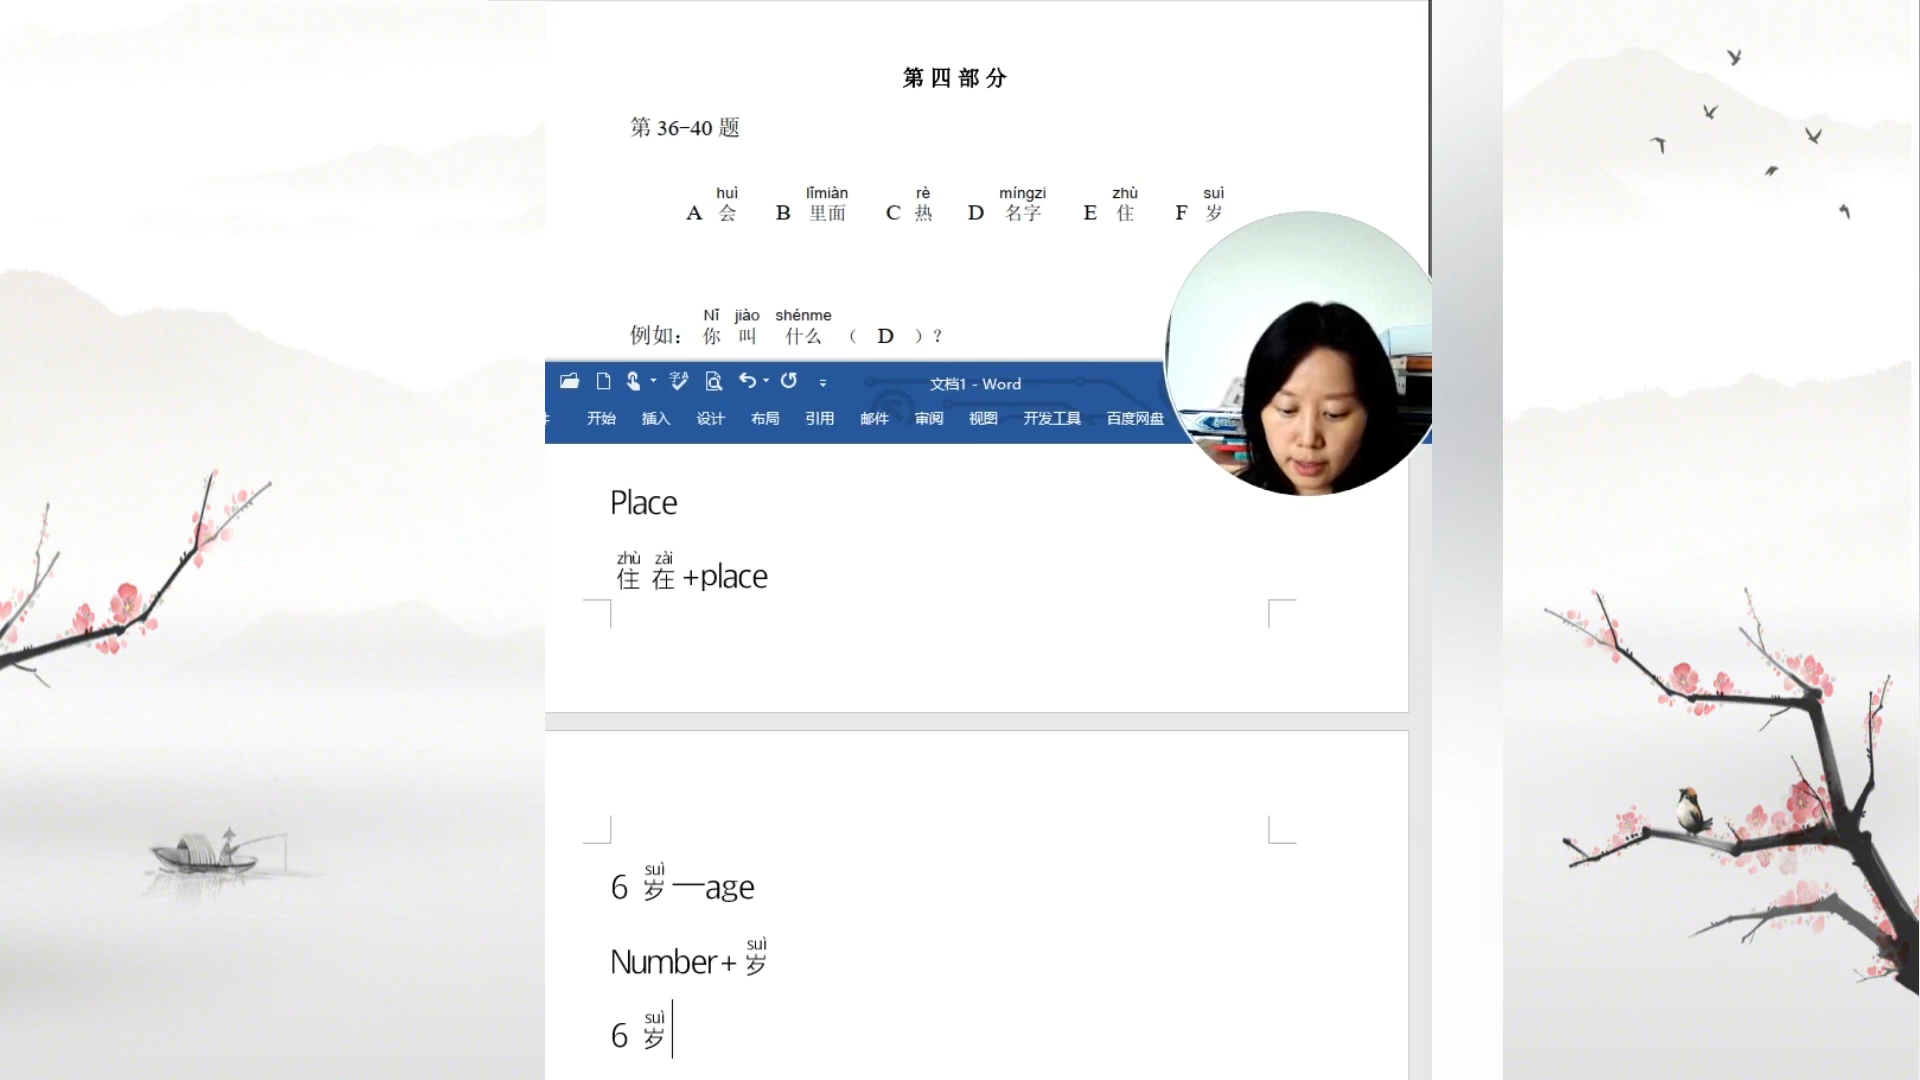 第四部分
第 36-40 题
huì lǐmiàn rè míngzi zhù suì
A 会 B 里面 C 热 D 名字 E 住 F 岁
Nǐ jiào shénme
例如： 你 叫 什么 （ D ）？
文档1 - Word
开始 插入 设计 布局 引用 邮件 审阅 视图 开发工具 百度网盘
Place
zhù zài
住 在 +place
suì
6 岁 —age
suì
Number+ 岁
suì
6 岁